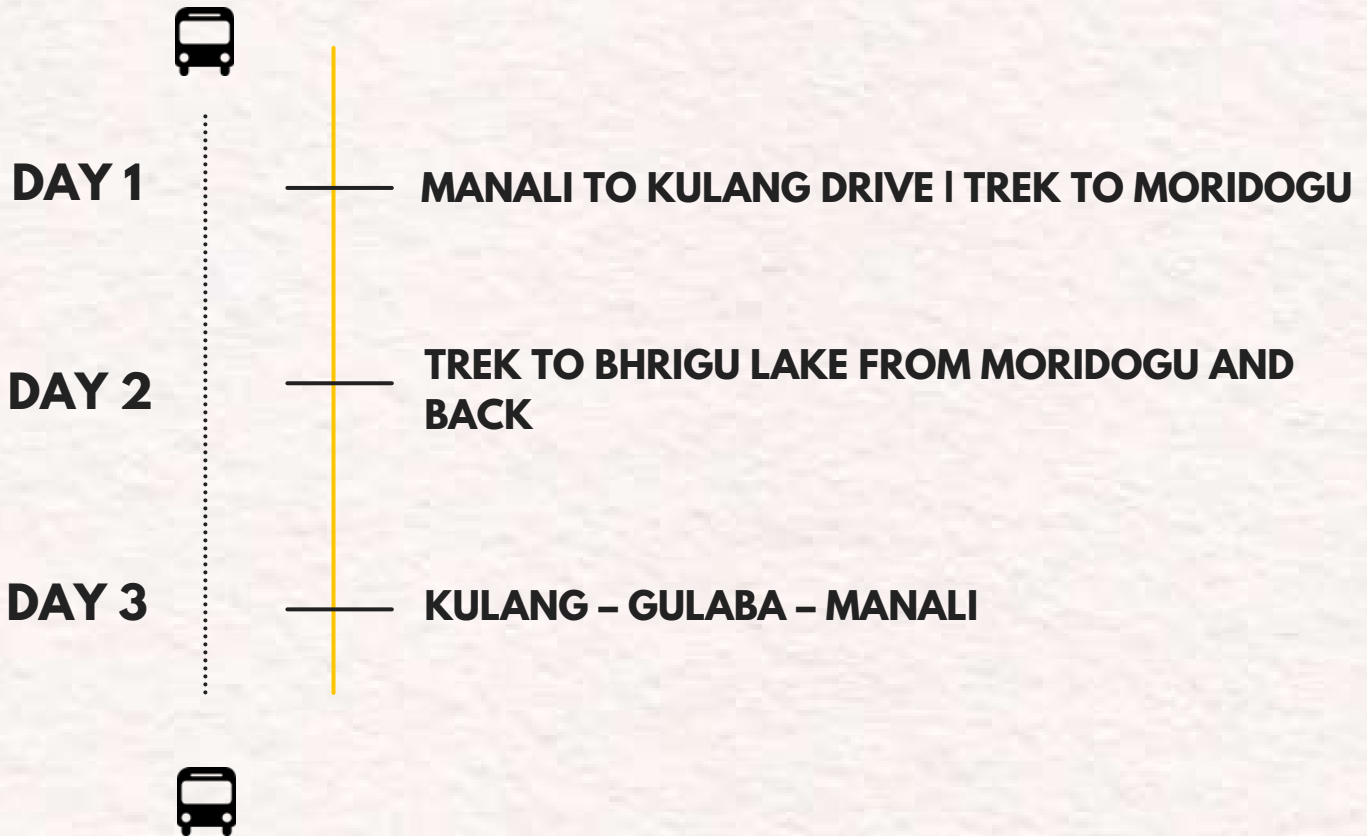 DAY 1
MANALI TO KULANG DRIVE | TREK TO MORIDOGU
DAY 2
TREK TO BHRIGU LAKE FROM MORIDOGU AND
BACK
DAY 3
KULANG – GULABA – MANALI